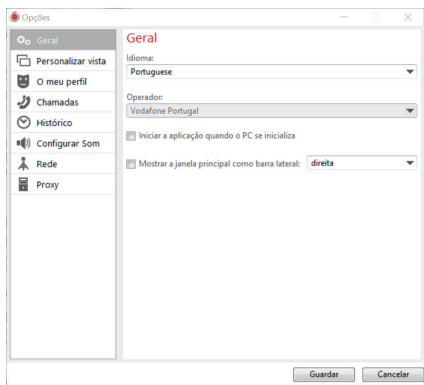 Opções
Geral
Personalizar vista
O meu perfil
Chamadas
Histórico
Configurar Som
Rede
Proxy
Geral
Idioma:
Portuguese
Operador:
Vodafone Portugal
Iniciar a aplicação quando o PC se inicializa
Mostrar a janela principal como barra lateral: direita
Guardar Cancelar